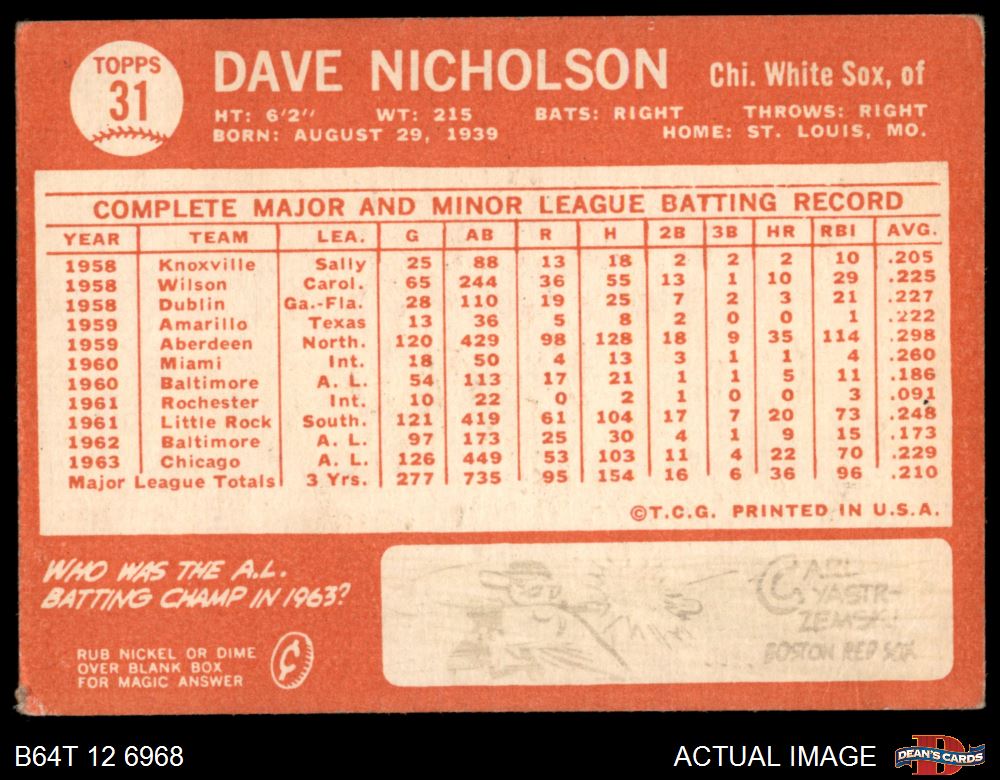 TOPPS
31
DAVE NICHOLSON
Chi. White Sox, of
HT: 6'2" WT: 215 BATS: RIGHT THROWS: RIGHT
BORN: AUGUST 29, 1939 HOME: ST. LOUIS, MO.
COMPLETE MAJOR AND MINOR LEAGUE BATTING RECORD
YEAR TEAM LEA. G AB R H 2B 3B HR RBI AVG.
1958 Knoxville Sally 25 88 13 18 2 2 2 10 .205
1958 Wilson Carol. 65 244 36 55 13 1 10 29 .225
1958 Dublin Ga.-Fla. 28 110 19 25 7 2 3 21 .227
1959 Amarillo Texas 13 36 5 8 2 0 0 1 .222
1959 Aberdeen North. 120 429 98 128 18 9 35 114 .298
1960 Miami Int. 18 50 4 13 3 1 1 4 .260
1960 Baltimore A. L. 54 113 17 21 1 1 5 11 .186
1961 Rochester Int. 10 22 0 2 1 0 0 3 .091
1961 Little Rock South. 121 419 61 104 17 7 20 73 .248
1962 Baltimore A. L. 97 173 25 30 4 1 9 15 .173
1963 Chicago A. L. 126 449 53 103 11 4 22 70 .229
Major League Totals 3 Yrs. 277 735 95 154 16 6 36 96 .210
©T.C.G. PRINTED IN U.S.A.
WHO WAS THE A.L.
BATTING CHAMP IN 1963?
RUB NICKEL OR DIME
OVER BLANK BOX
FOR MAGIC ANSWER
¢
CARL
YASTR-
ZEMSKI
BOSTON RED SOX
B64T 12 6968
ACTUAL IMAGE
DEAN'S CARDS